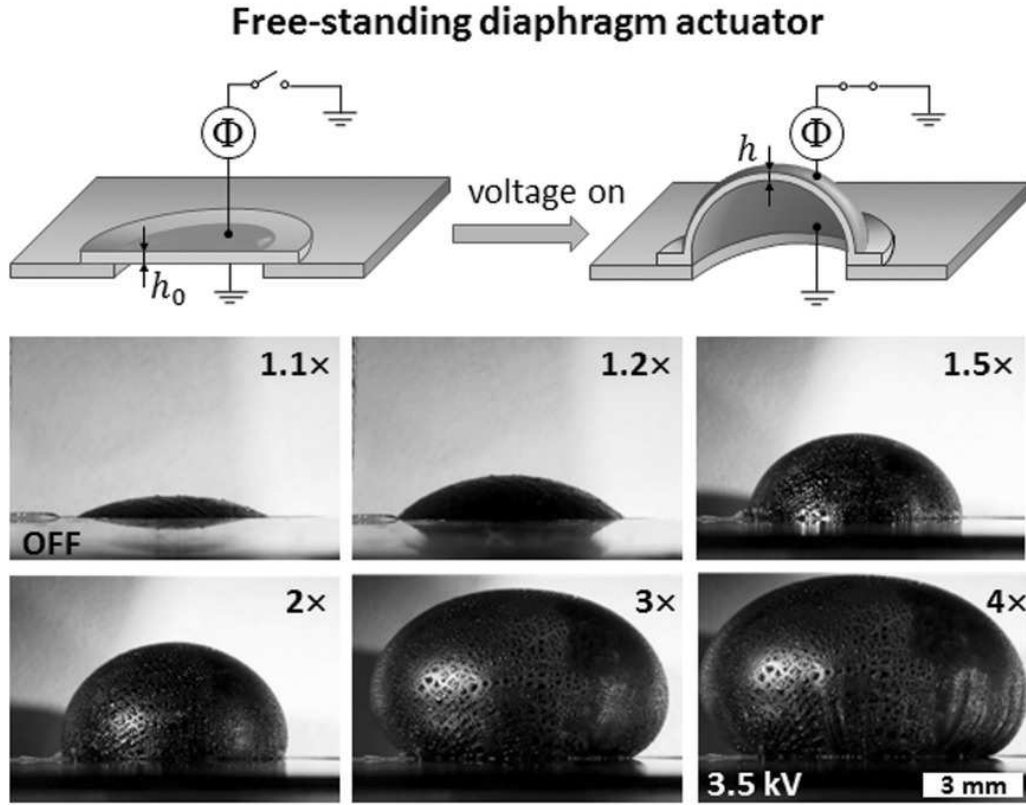 Free-standing diaphragm actuator
Φ
Φ
h
voltage on
h₀
1.1×
1.2×
1.5×
OFF
2×
3×
4×
3.5 kV
3 mm